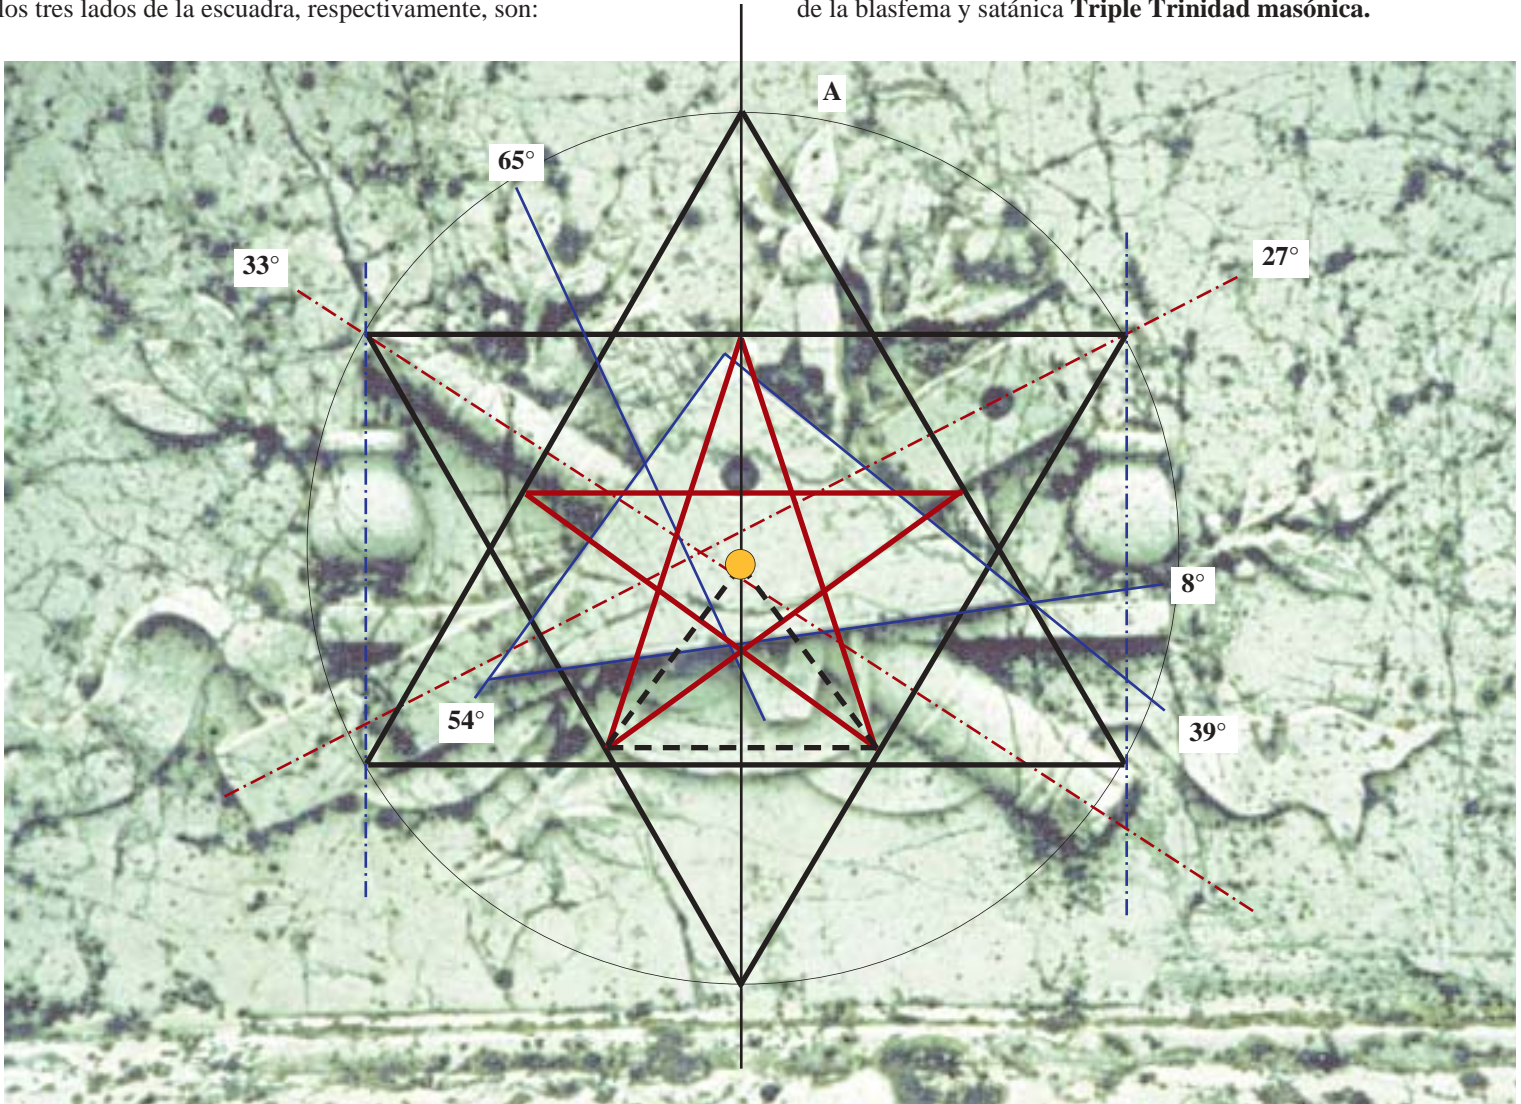 los tres lados de la escuadra, respectivamente, son:
de la blasfema y satánica Triple Trinidad masónica.
A
65°
33°
27°
8°
54°
39°